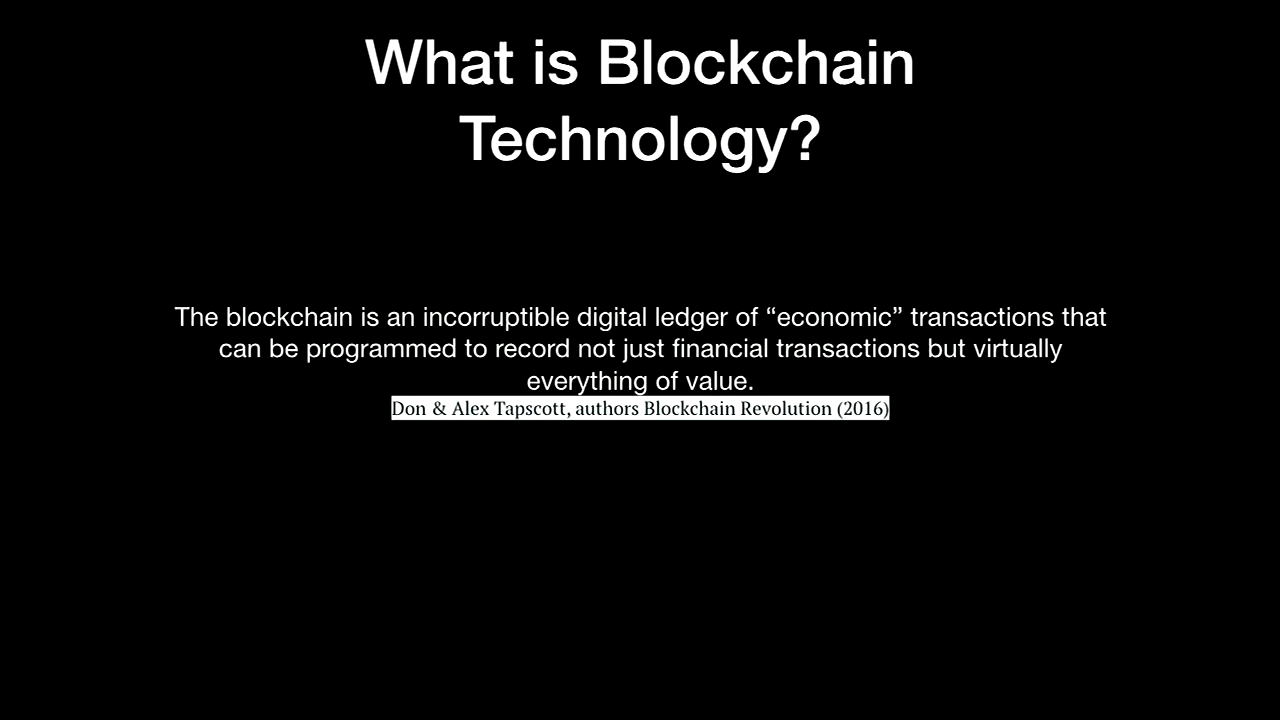 What is Blockchain
Technology?
The blockchain is an incorruptible digital ledger of “economic” transactions that
can be programmed to record not just financial transactions but virtually
everything of value.
Don & Alex Tapscott, authors Blockchain Revolution (2016)